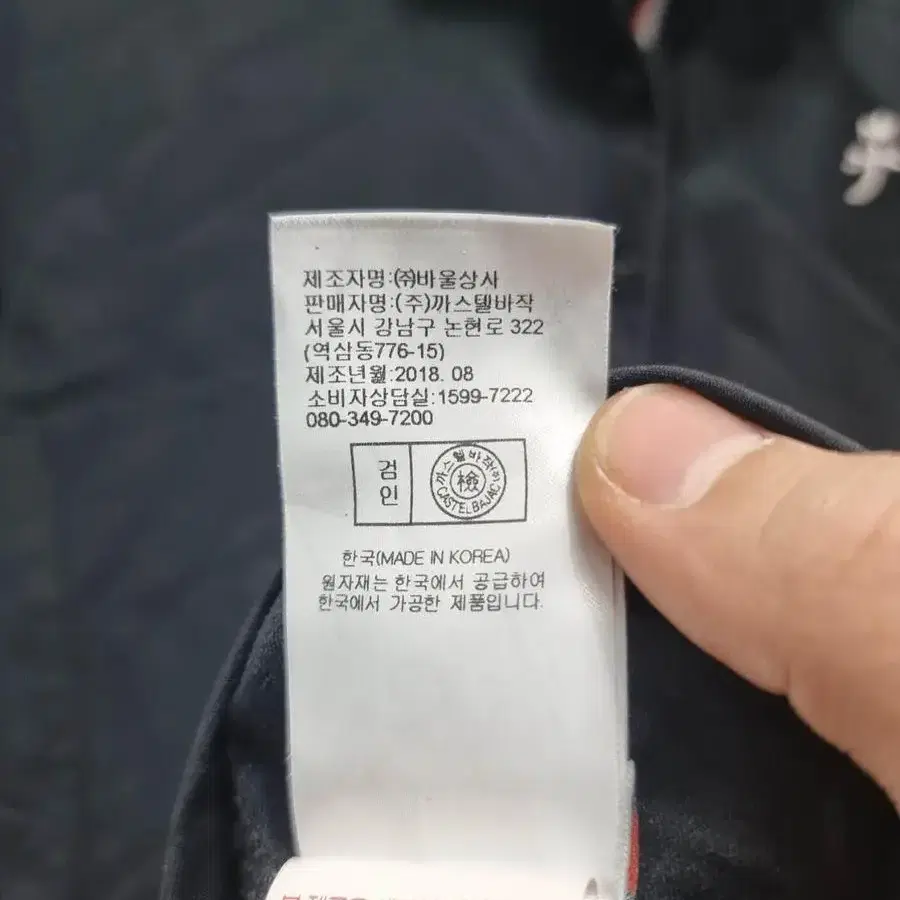 제조자명:㈜바울상사
판매자명:(주)까스텔바작
서울시 강남구 논현로 322
(역삼동776-15)
제조년월:2018. 08
소비자상담실:1599-7222
080-349-7200
검인
까스텔바작(주)
檢
CASTELBAJAC
한국(MADE IN KOREA)
원자재는 한국에서 공급하여
한국에서 가공한 제품입니다.